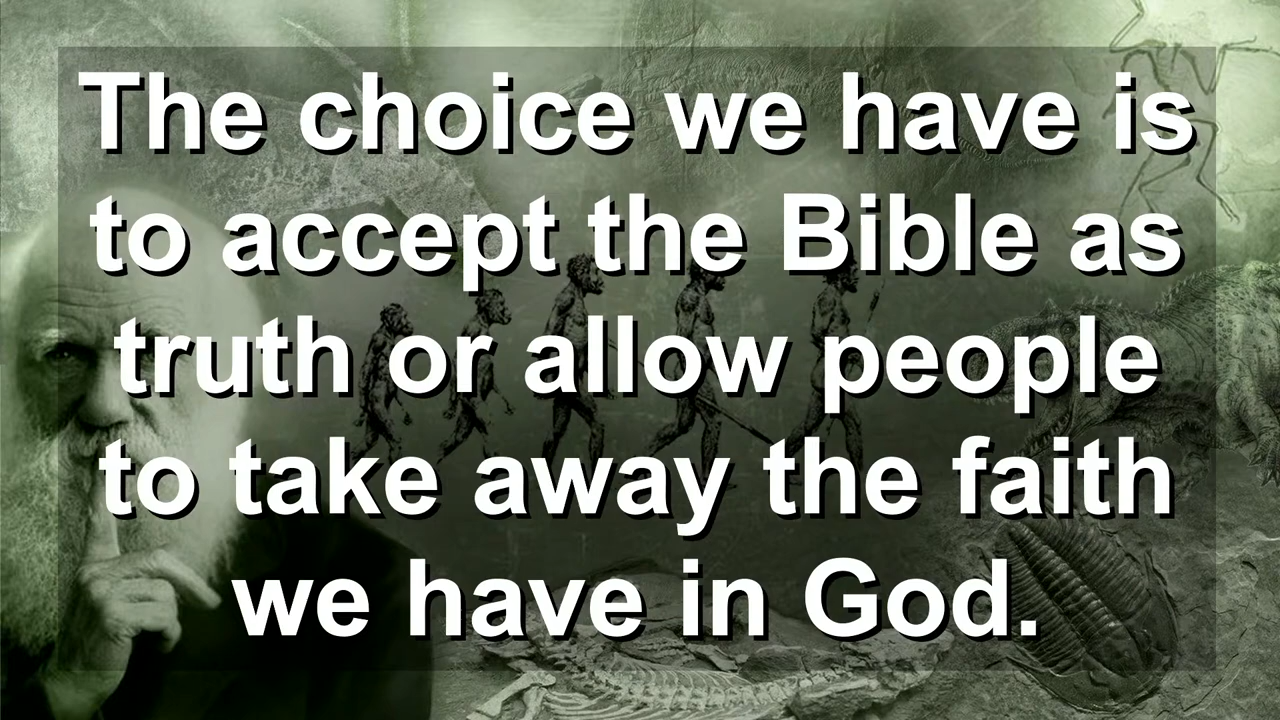 The choice we have is
to accept the Bible as
truth or allow people
to take away the faith
we have in God.